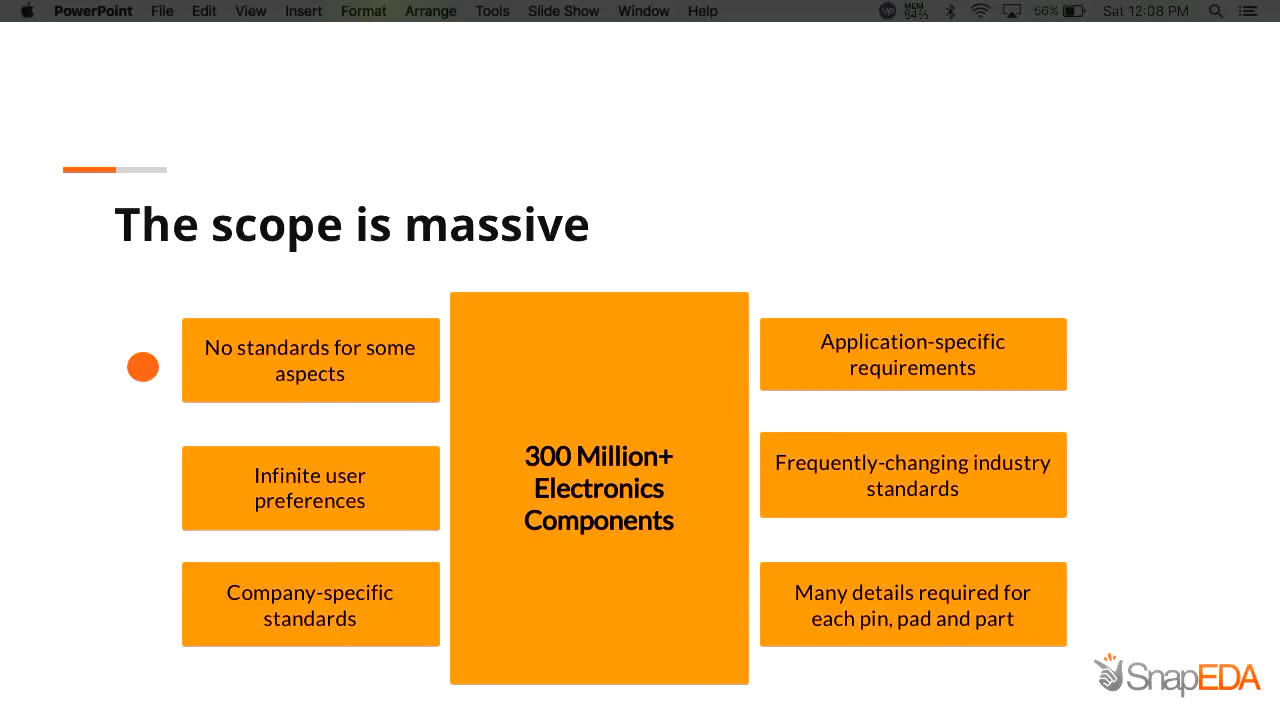 PowerPoint File Edit View Insert Format Arrange Tools Slide Show Window Help MEM 64% 56% Sat 12:08 PM
The scope is massive
No standards for some
aspects
Infinite user
preferences
Company-specific
standards
300 Million+
Electronics
Components
Application-specific
requirements
Frequently-changing industry
standards
Many details required for
each pin, pad and part
SnapEDA